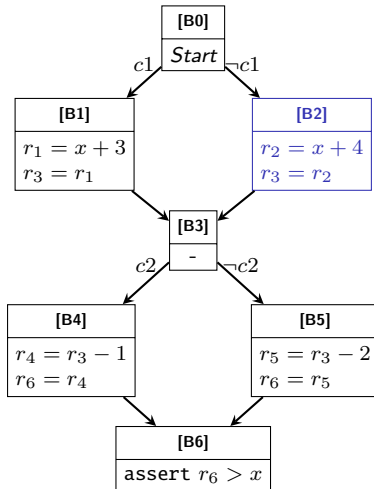 [B0]
Start
c1 ¬c1
[B1]
r₁ = x + 3
r₃ = r₁
[B2]
r₂ = x + 4
r₃ = r₂
[B3]
-
c2 ¬c2
[B4]
r₄ = r₃ − 1
r₆ = r₄
[B5]
r₅ = r₃ − 2
r₆ = r₅
[B6]
assert r₆ > x